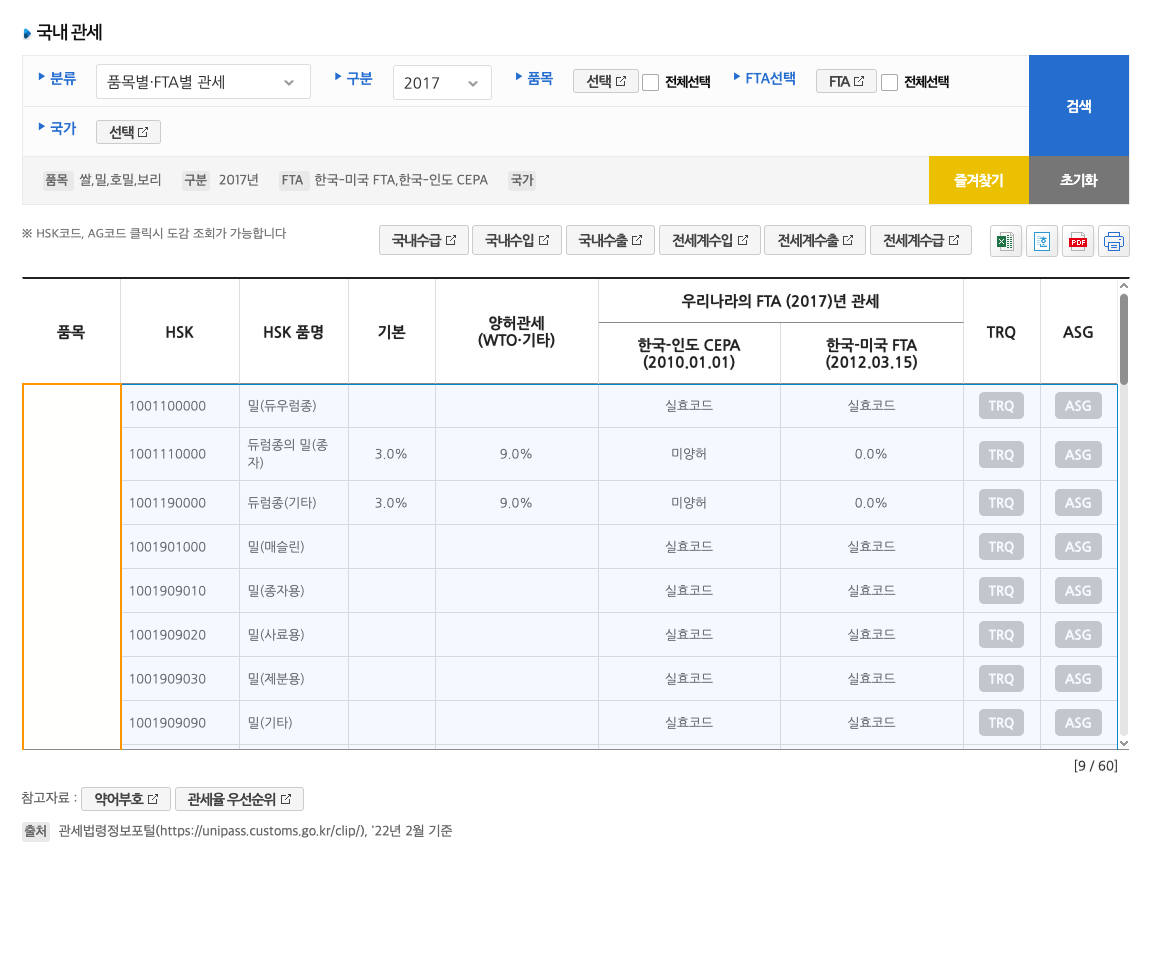 국내 관세
분류 품목별·FTA별 관세 구분 2017 품목 선택 전체선택 FTA선택 FTA 전체선택
검색
국가 선택
품목 쌀,밀,호밀,보리 구분 2017년 FTA 한국-미국 FTA,한국-인도 CEPA 국가
즐겨찾기 초기화
※ HSK코드, AG코드 클릭시 도감 조회가 가능합니다
국내수급 국내수입 국내수출 전세계수입 전세계수출 전세계수급
PDF
품목 HSK HSK 품명 기본 양허관세
(WTO·기타)
우리나라의 FTA (2017)년 관세
한국-인도 CEPA
(2010.01.01)
한국-미국 FTA
(2012.03.15)
TRQ ASG
1001100000 밀(듀우럼종) 실효코드 실효코드 TRQ ASG
1001110000 듀럼종의 밀(종
자) 3.0% 9.0% 미양허 0.0% TRQ ASG
1001190000 듀럼종(기타) 3.0% 9.0% 미양허 0.0% TRQ ASG
1001901000 밀(매슬린) 실효코드 실효코드 TRQ ASG
1001909010 밀(종자용) 실효코드 실효코드 TRQ ASG
1001909020 밀(사료용) 실효코드 실효코드 TRQ ASG
1001909030 밀(제분용) 실효코드 실효코드 TRQ ASG
1001909090 밀(기타) 실효코드 실효코드 TRQ ASG
[9 / 60]
참고자료 : 약어부호 관세율 우선순위
출처 관세법령정보포털(https://unipass.customs.go.kr/clip/), '22년 2월 기준